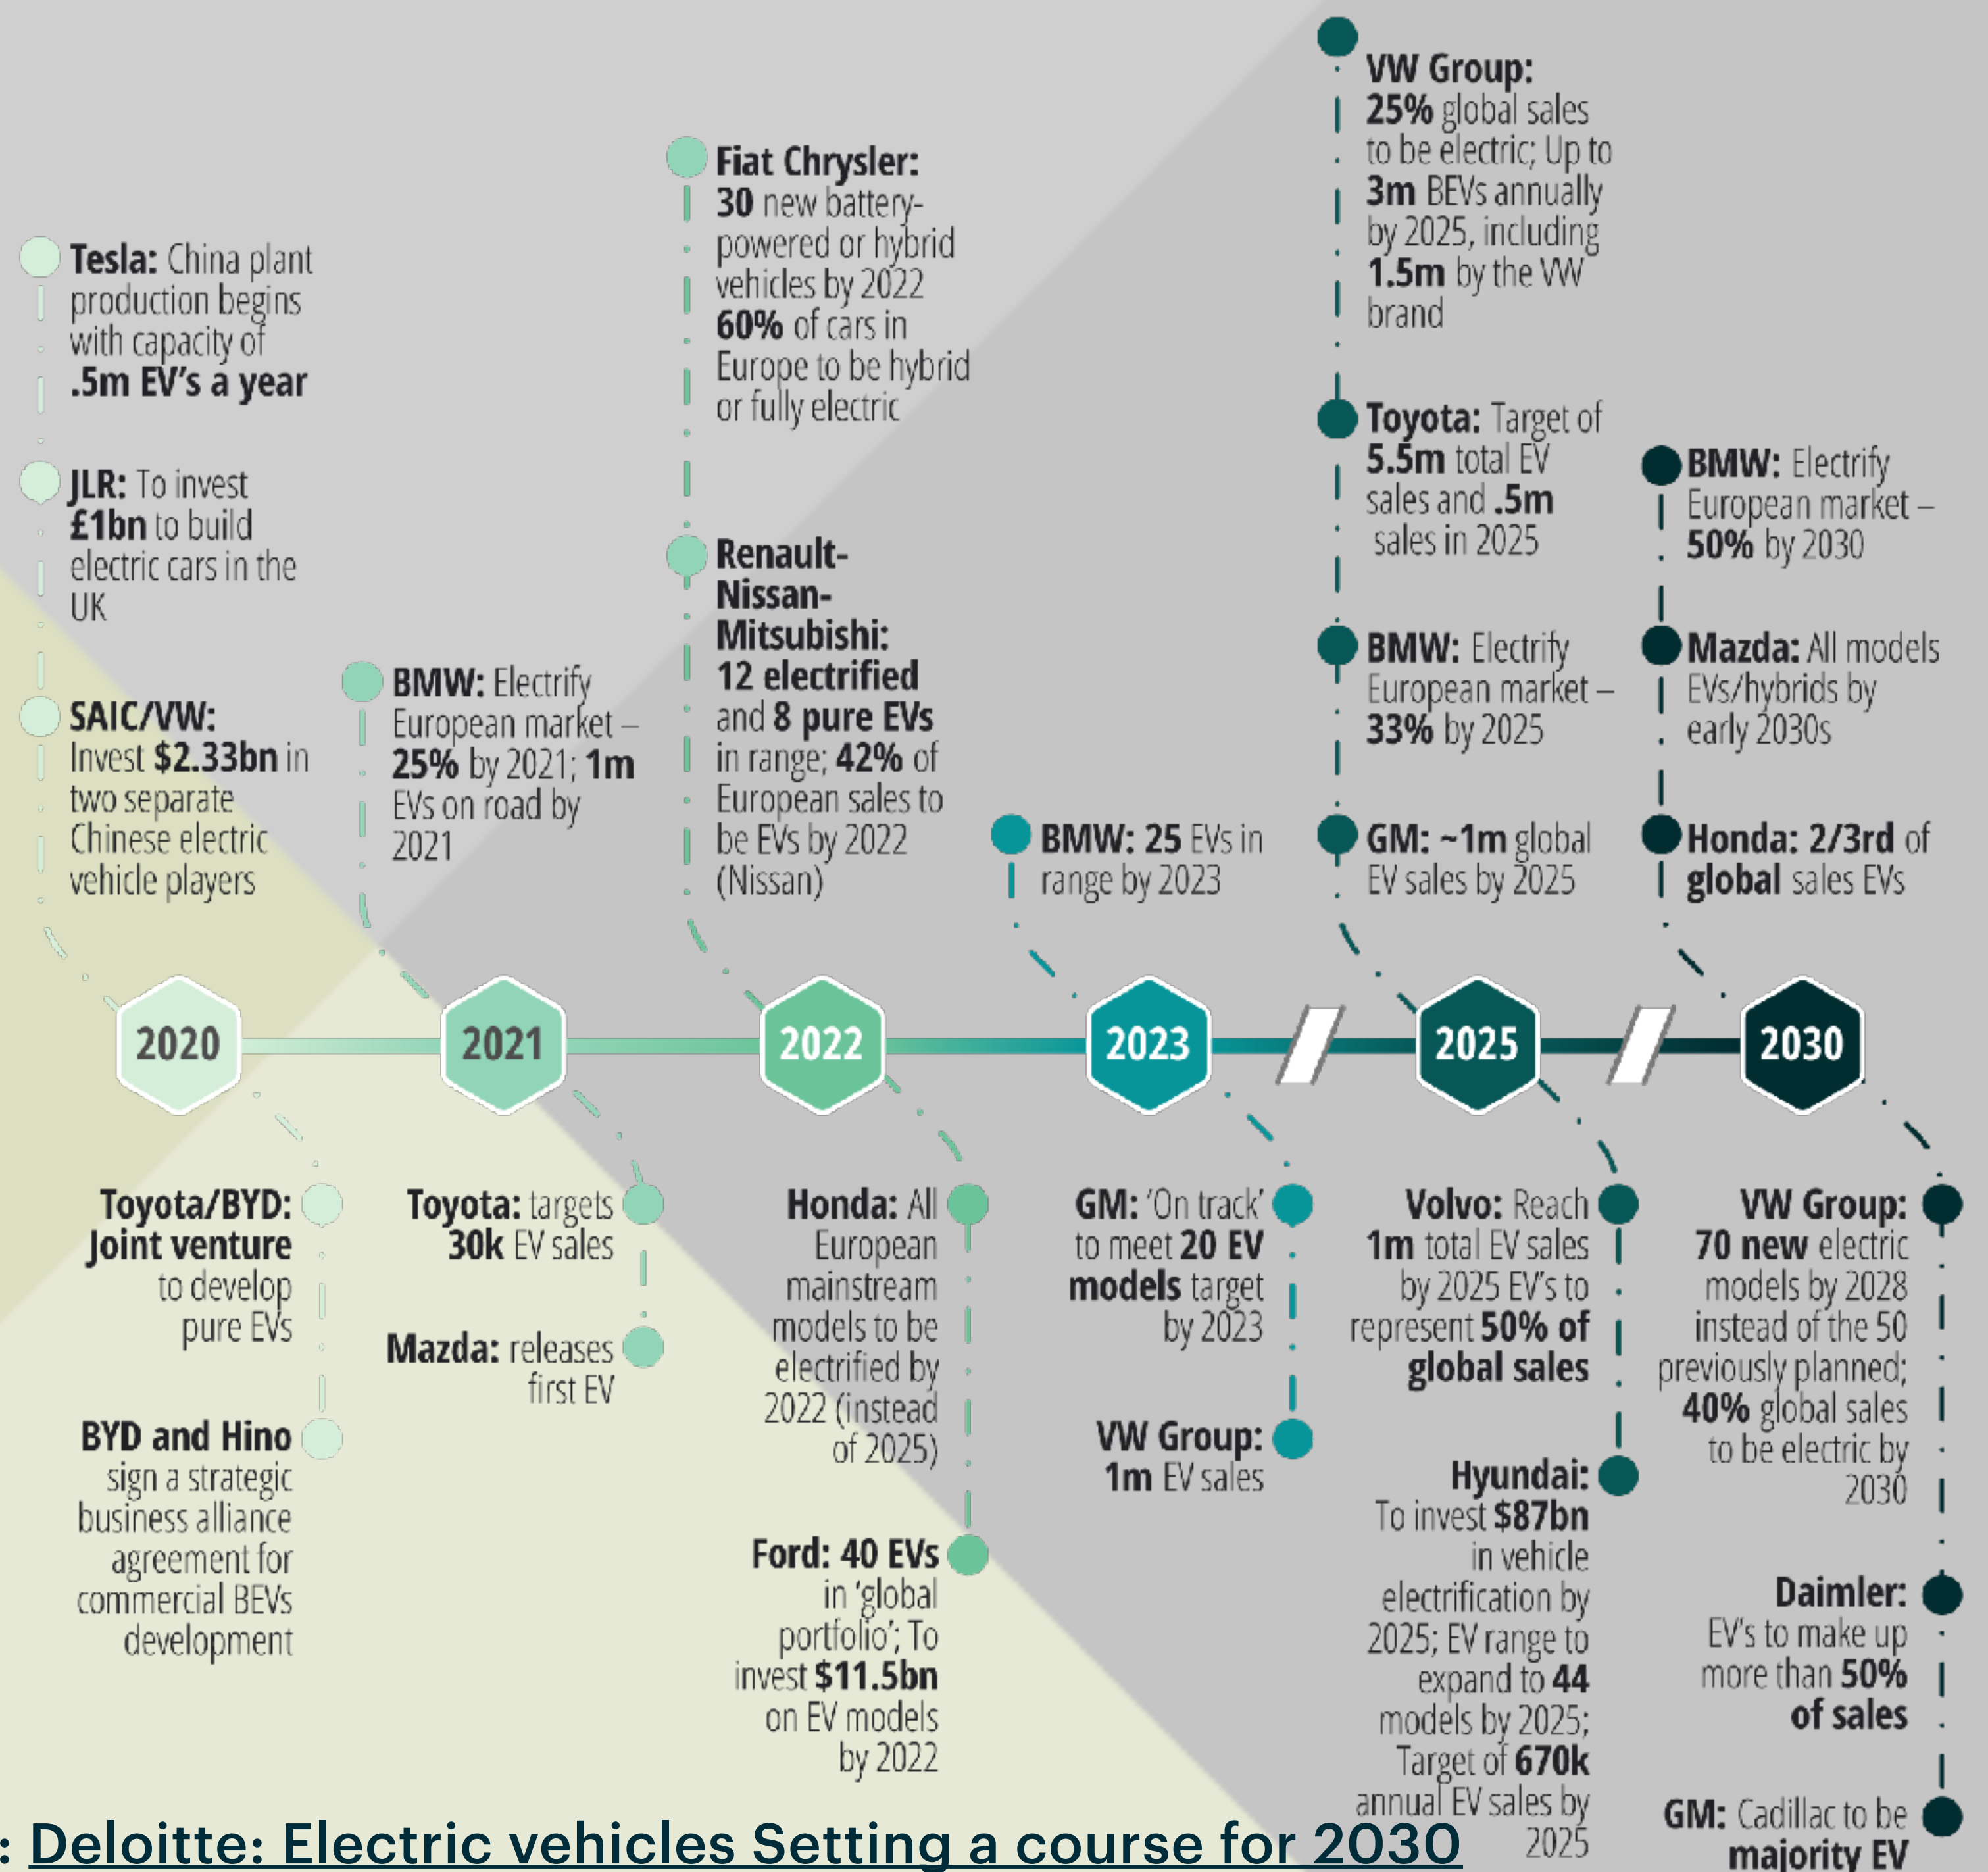 Tesla: China plant
production begins
with capacity of
.5m EV's a year
JLR: To invest
£1bn to build
electric cars in the
UK
SAIC/VW:
Invest $2.33bn in
two separate
Chinese electric
vehicle players
BMW: Electrify
European market –
25% by 2021; 1m
EVs on road by
2021
Fiat Chrysler:
30 new battery-
powered or hybrid
vehicles by 2022
60% of cars in
Europe to be hybrid
or fully electric
Renault-
Nissan-
Mitsubishi:
12 electrified
and 8 pure EVs
in range; 42% of
European sales to
be EVs by 2022
(Nissan)
BMW: 25 EVs in
range by 2023
VW Group:
25% global sales
to be electric; Up to
3m BEVs annually
by 2025, including
1.5m by the VW
brand
Toyota: Target of
5.5m total EV
sales and .5m
sales in 2025
BMW: Electrify
European market –
33% by 2025
GM: ~1m global
EV sales by 2025
BMW: Electrify
European market –
50% by 2030
Mazda: All models
EVs/hybrids by
early 2030s
Honda: 2/3rd of
global sales EVs
2020
2021
2022
2023
2025
2030
Toyota/BYD:
Joint venture
to develop
pure EVs
BYD and Hino
sign a strategic
business alliance
agreement for
commercial BEVs
development
Toyota: targets
30k EV sales
Mazda: releases
first EV
Honda: All
European
mainstream
models to be
electrified by
2022 (instead
of 2025)
Ford: 40 EVs
in 'global
portfolio'; To
invest $11.5bn
on EV models
by 2022
GM: 'On track'
to meet 20 EV
models target
by 2023
VW Group:
1m EV sales
Volvo: Reach
1m total EV sales
by 2025 EV's to
represent 50% of
global sales
Hyundai:
To invest $87bn
in vehicle
electrification by
2025; EV range to
expand to 44
models by 2025;
Target of 670k
annual EV sales by
2025
VW Group:
70 new electric
models by 2028
instead of the 50
previously planned;
40% global sales
to be electric by
2030
Daimler:
EV's to make up
more than 50%
of sales
GM: Cadillac to be
majority EV
: Deloitte: Electric vehicles Setting a course for 2030